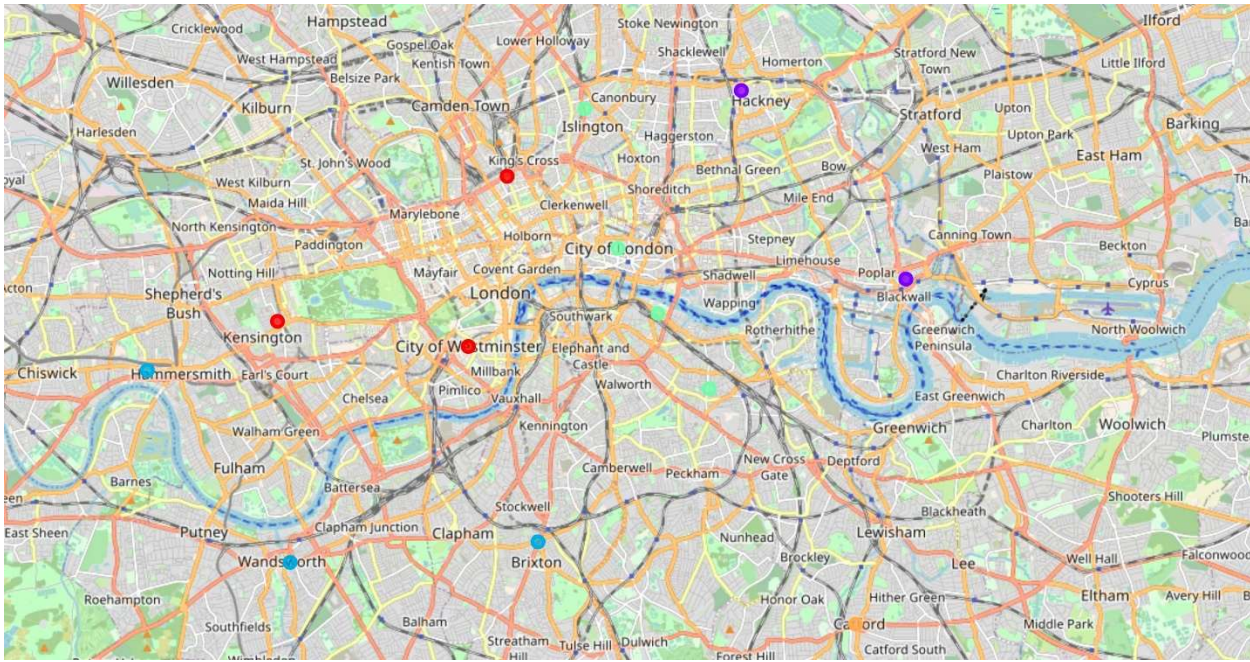 Hampstead
Stoke Newington
Ilford
Cricklewood
Gospel Oak
Lower Holloway
Shacklewell
West Hampstead
Kentish Town
Homerton
Stratford New
Town
Little Ilford
Willesden
Belsize Park
Kilburn
Camden Town
Canonbury
Hackney
Stratford
Upton
Harlesden
Islington
Haggerston
Upton Park
Barking
St. John's Wood
King's Cross
Hoxton
Bethnal Green
Bow
West Ham
East Ham
Plaistow
West Kilburn
Maida Hill
Shoreditch
Mile End
Marylebone
Clerkenwell
North Kensington
Paddington
Holborn
City of London
Stepney
Canning Town
Beckton
Notting Hill
Mayfair
Covent Garden
Shadwell
Limehouse
Poplar
Cyprus
Acton
Shepherd's
Bush
London
Wapping
Blackwall
Southwark
Rotherhithe
Greenwich
Peninsula
North Woolwich
Kensington
City of Westminster
Elephant and
Castle
Chiswick
Hammersmith
Earl's Court
Millbank
Walworth
Charlton Riverside
Pimlico
Chelsea
Vauxhall
East Greenwich
Walham Green
Kennington
Greenwich
Charlton
Woolwich
Plumste
Fulham
Camberwell
Peckham
New Cross
Gate
Deptford
Barnes
Battersea
Shooters Hill
een
Stockwell
East Sheen
Putney
Clapham Junction
Clapham
Nunhead
Blackheath
Lewisham
Wandsworth
Brixton
Brockley
Lee
Well Hall
Falconwood
Roehampton
Honor Oak
Hither Green
Eltham
Avery Hill
Southfields
Balham
Streatham
Hill
Tulse Hill
Dulwich
Catford
Middle Park
Wimbledon
Forest Hill
Catford South